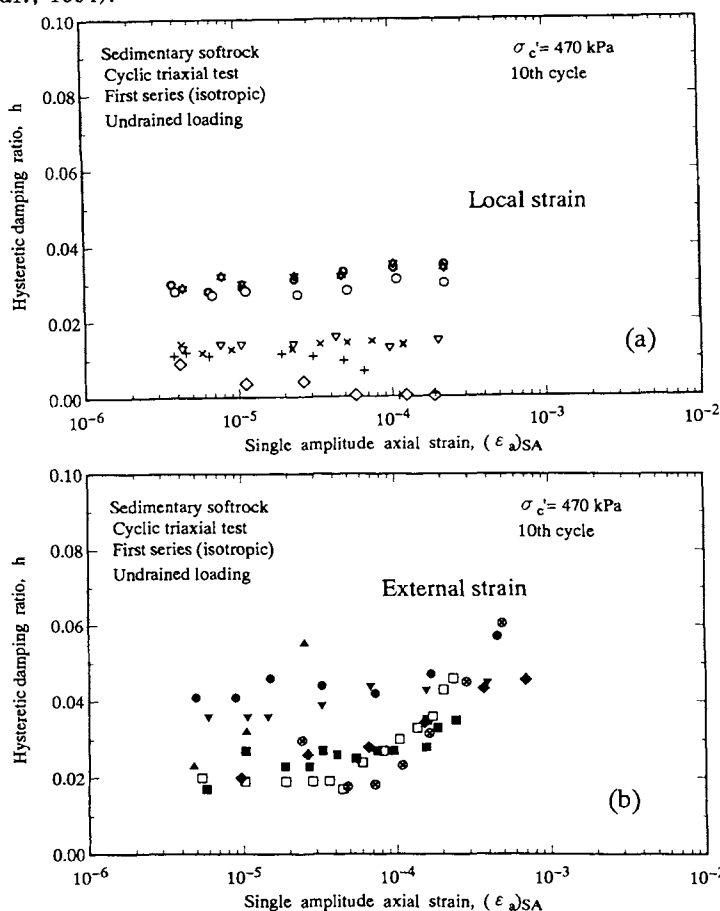 al., 1994).
0.10
Sedimentary softrock
σc'= 470 kPa
Cyclic triaxial test
10th cycle
First series (isotropic)
Undrained loading
0.08
0.06
Hysteretic damping ratio, h
Local strain
0.04
0.02
(a)
0.00
10-6
10-5
10-4
10-3
10-2
Single amplitude axial strain, (εa)SA
0.10
Sedimentary softrock
σc'= 470 kPa
Cyclic triaxial test
10th cycle
First series (isotropic)
Undrained loading
0.08
External strain
0.06
Hysteretic damping ratio, h
0.04
0.02
(b)
0.00
10-6
10-5
10-4
10-3
10-2
Single amplitude axial strain, (εa)SA